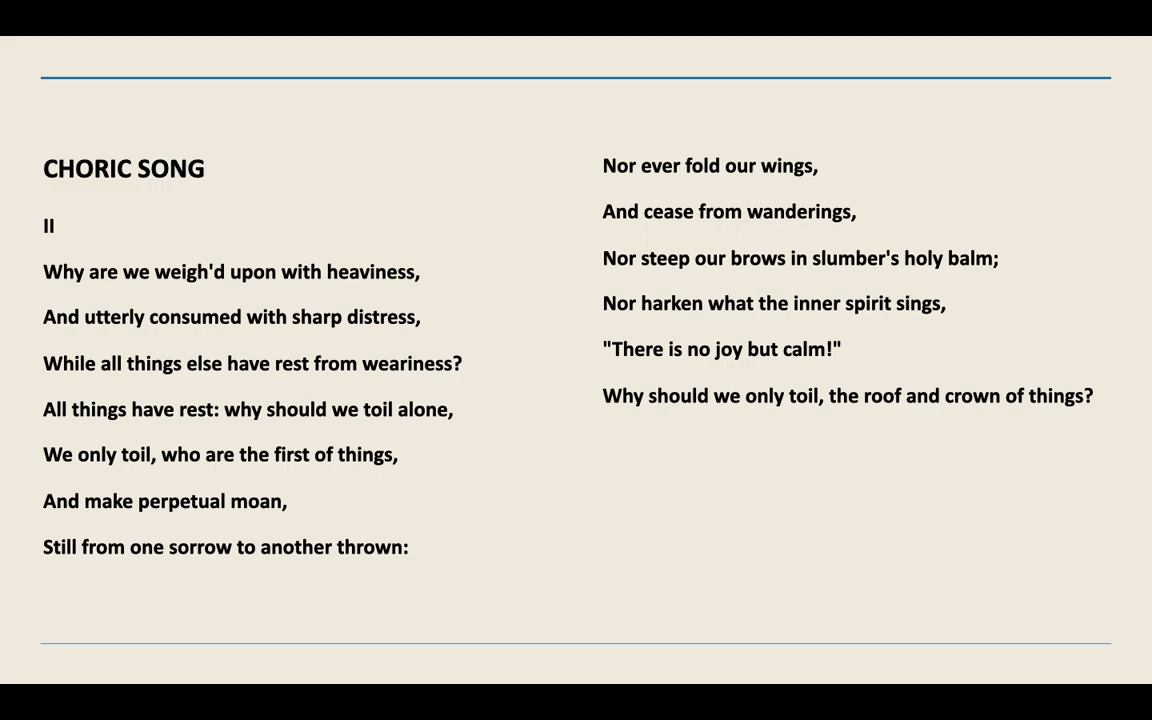 CHORIC SONG
II
Why are we weigh'd upon with heaviness,
And utterly consumed with sharp distress,
While all things else have rest from weariness?
All things have rest: why should we toil alone,
We only toil, who are the first of things,
And make perpetual moan,
Still from one sorrow to another thrown:
Nor ever fold our wings,
And cease from wanderings,
Nor steep our brows in slumber's holy balm;
Nor harken what the inner spirit sings,
"There is no joy but calm!"
Why should we only toil, the roof and crown of things?